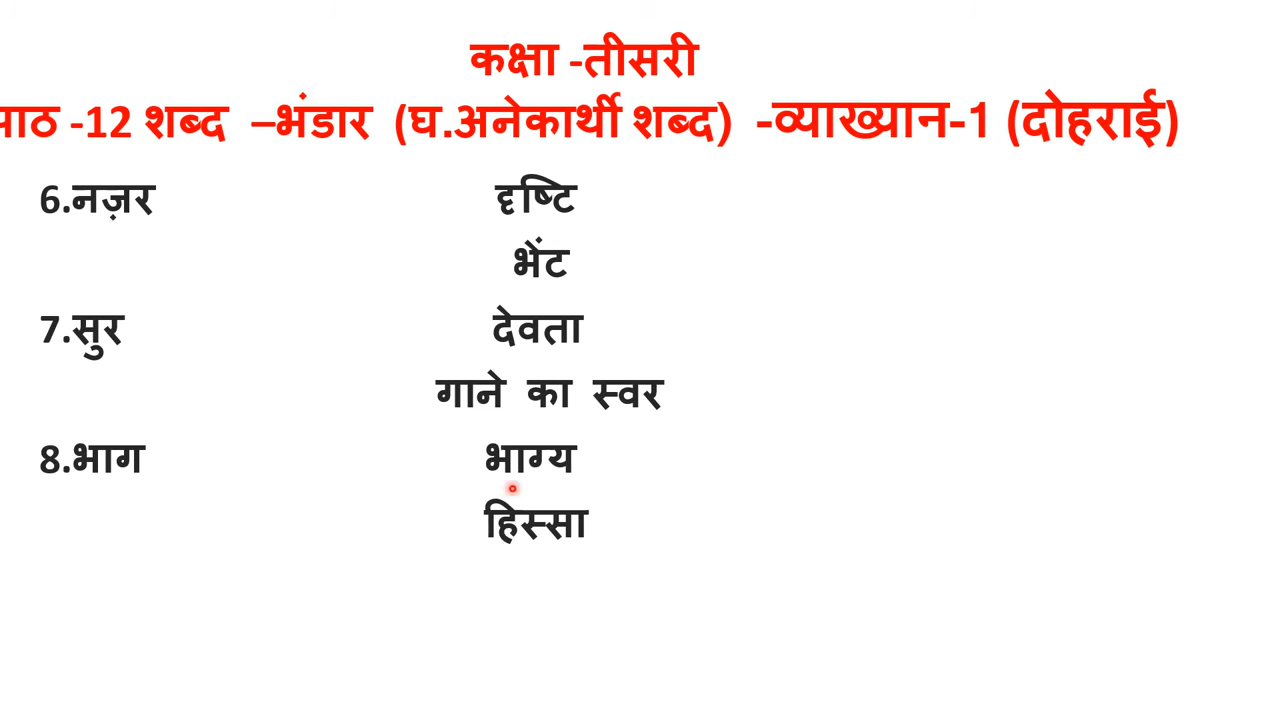 कक्षा -तीसरी
पाठ -12 शब्द –भंडार (घ.अनेकार्थी शब्द) -व्याख्यान-1 (दोहराई)
6.नज़र दृष्टि
भेंट
7.सुर देवता
गाने का स्वर
8.भाग भाग्य
हिस्सा